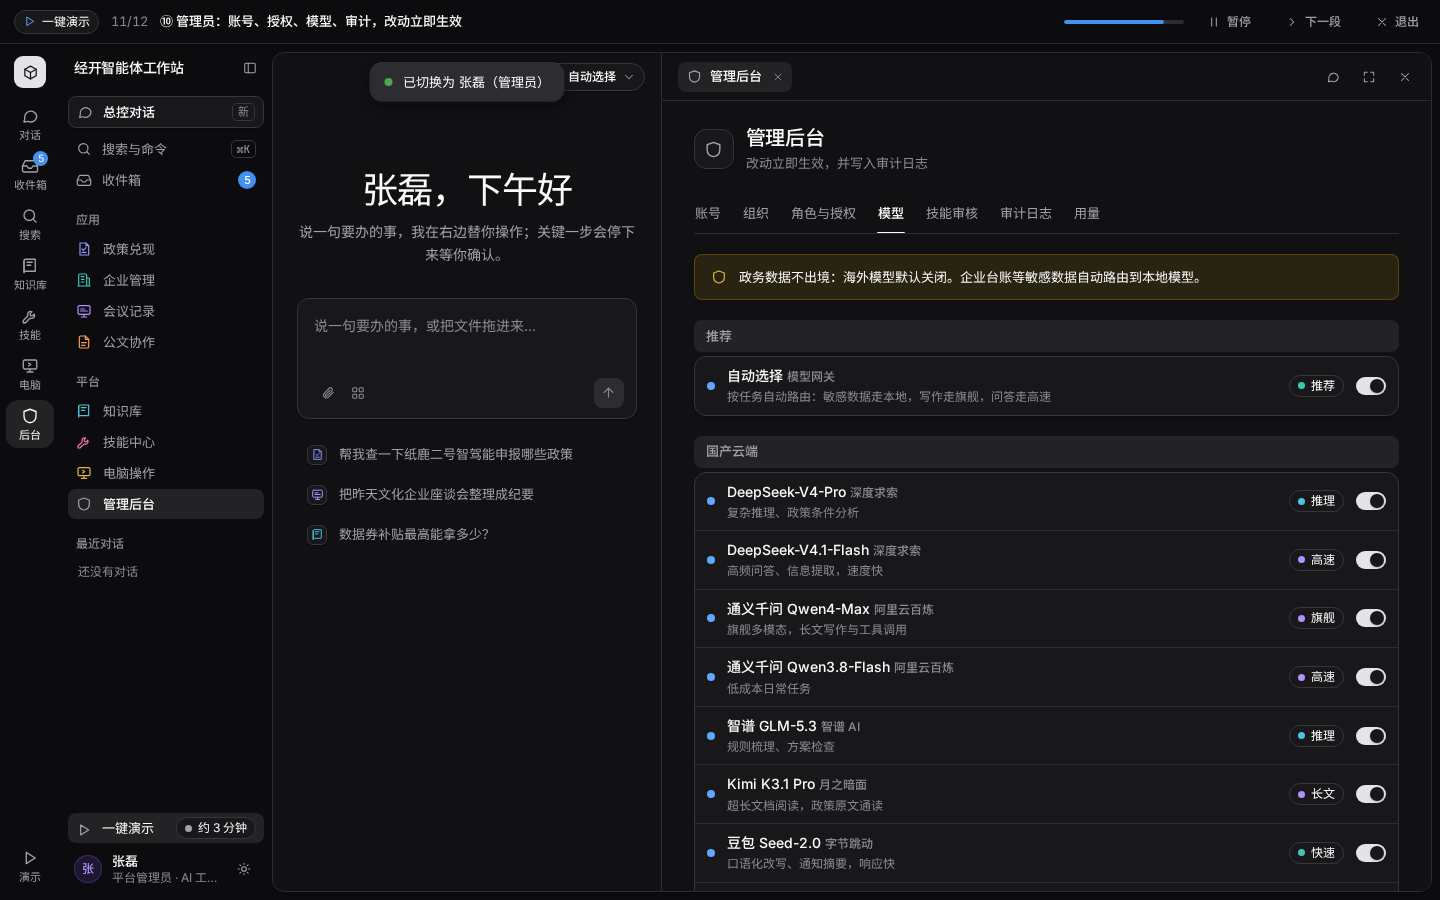 一键演示
11/12
⑩ 管理员：账号、授权、模型、审计，改动立即生效
暂停
下一段
退出
对话
5
收件箱
搜索
知识库
技能
电脑
后台
演示
经开智能体工作站
总控对话
新
搜索与命令
⌘K
收件箱
5
应用
政策兑现
企业管理
会议记录
公文协作
平台
知识库
技能中心
电脑操作
管理后台
最近对话
还没有对话
一键演示
约 3 分钟
张
张磊
平台管理员 · AI 工...
已切换为 张磊（管理员）
自动选择
张磊，下午好
说一句要办的事，我在右边替你操作；关键一步会停下
来等你确认。
说一句要办的事，或把文件拖进来...
帮我查一下纸鹿二号智驾能申报哪些政策
把昨天文化企业座谈会整理成纪要
数据券补贴最高能拿多少？
管理后台
管理后台
改动立即生效，并写入审计日志
账号
组织
角色与授权
模型
技能审核
审计日志
用量
政务数据不出境：海外模型默认关闭。企业台账等敏感数据自动路由到本地模型。
推荐
自动选择 模型网关
按任务自动路由：敏感数据走本地，写作走旗舰，问答走高速
推荐
国产云端
DeepSeek-V4-Pro 深度求索
复杂推理、政策条件分析
推理
DeepSeek-V4.1-Flash 深度求索
高频问答、信息提取，速度快
高速
通义千问 Qwen4-Max 阿里云百炼
旗舰多模态，长文写作与工具调用
旗舰
通义千问 Qwen3.8-Flash 阿里云百炼
低成本日常任务
高速
智谱 GLM-5.3 智谱 AI
规则梳理、方案检查
推理
Kimi K3.1 Pro 月之暗面
超长文档阅读，政策原文通读
长文
豆包 Seed-2.0 字节跳动
口语化改写、通知摘要，响应快
快速